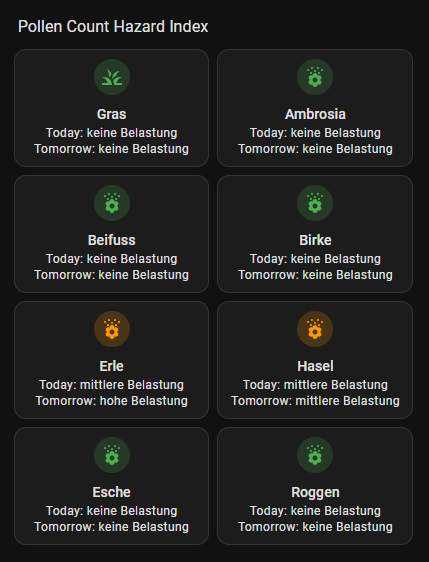 Pollen Count Hazard Index
Gras
Today: keine Belastung
Tomorrow: keine Belastung
Ambrosia
Today: keine Belastung
Tomorrow: keine Belastung
Beifuss
Today: keine Belastung
Tomorrow: keine Belastung
Birke
Today: keine Belastung
Tomorrow: keine Belastung
Erle
Today: mittlere Belastung
Tomorrow: hohe Belastung
Hasel
Today: mittlere Belastung
Tomorrow: mittlere Belastung
Esche
Today: keine Belastung
Tomorrow: keine Belastung
Roggen
Today: keine Belastung
Tomorrow: keine Belastung